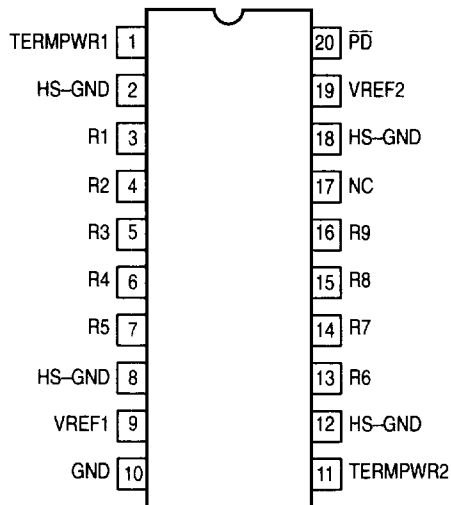 TERMPWR1 1 20 P̅D̅
HS–GND 2 19 VREF2
R1 3 18 HS–GND
R2 4 17 NC
R3 5 16 R9
R4 6 15 R8
R5 7 14 R7
HS–GND 8 13 R6
VREF1 9 12 HS–GND
GND 10 11 TERMPWR2